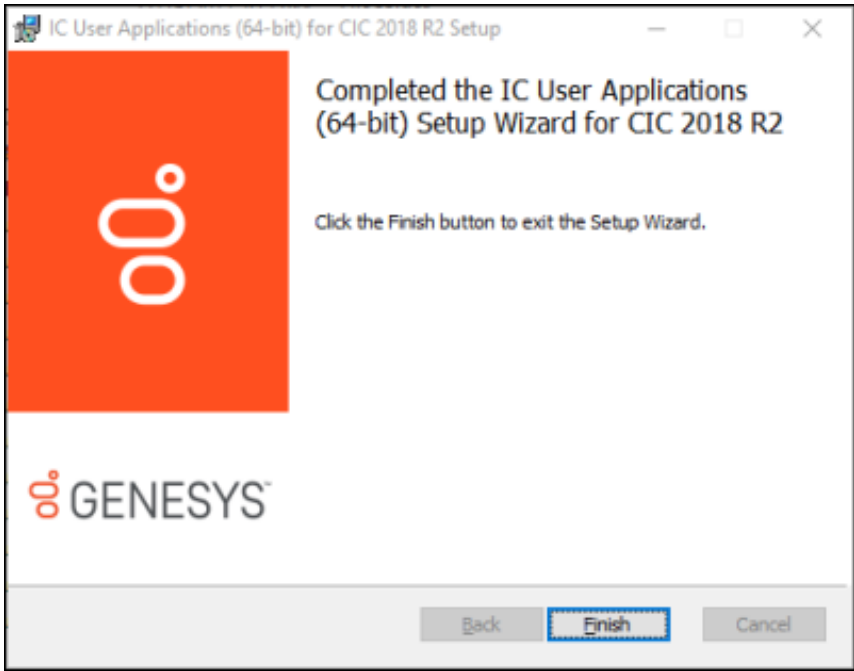 IC User Applications (64-bit) for CIC 2018 R2 Setup
Completed the IC User Applications
(64-bit) Setup Wizard for CIC 2018 R2
Click the Finish button to exit the Setup Wizard.
GENESYS™
Back
Finish
Cancel